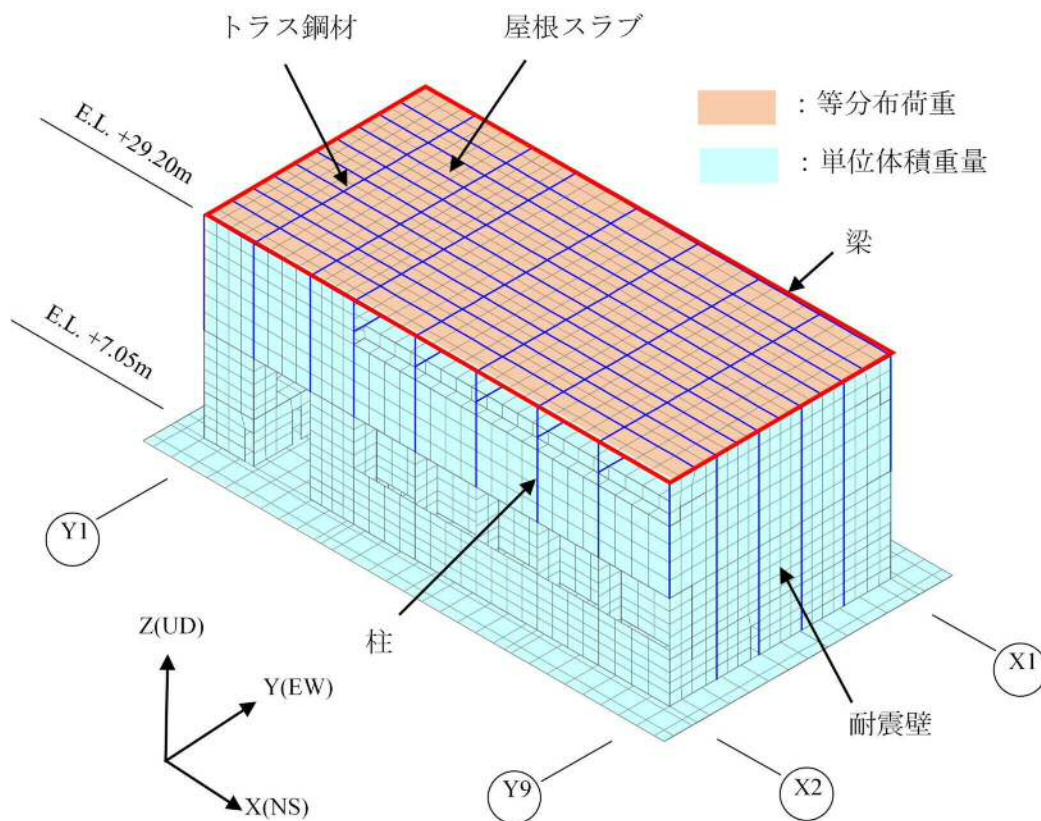 トラス鋼材
屋根スラブ
：等分布荷重
：単位体積重量
E.L. +29.20m
梁
E.L. +7.05m
Y1
柱
Z(UD)
Y(EW)
X(NS)
X1
耐震壁
Y9
X2